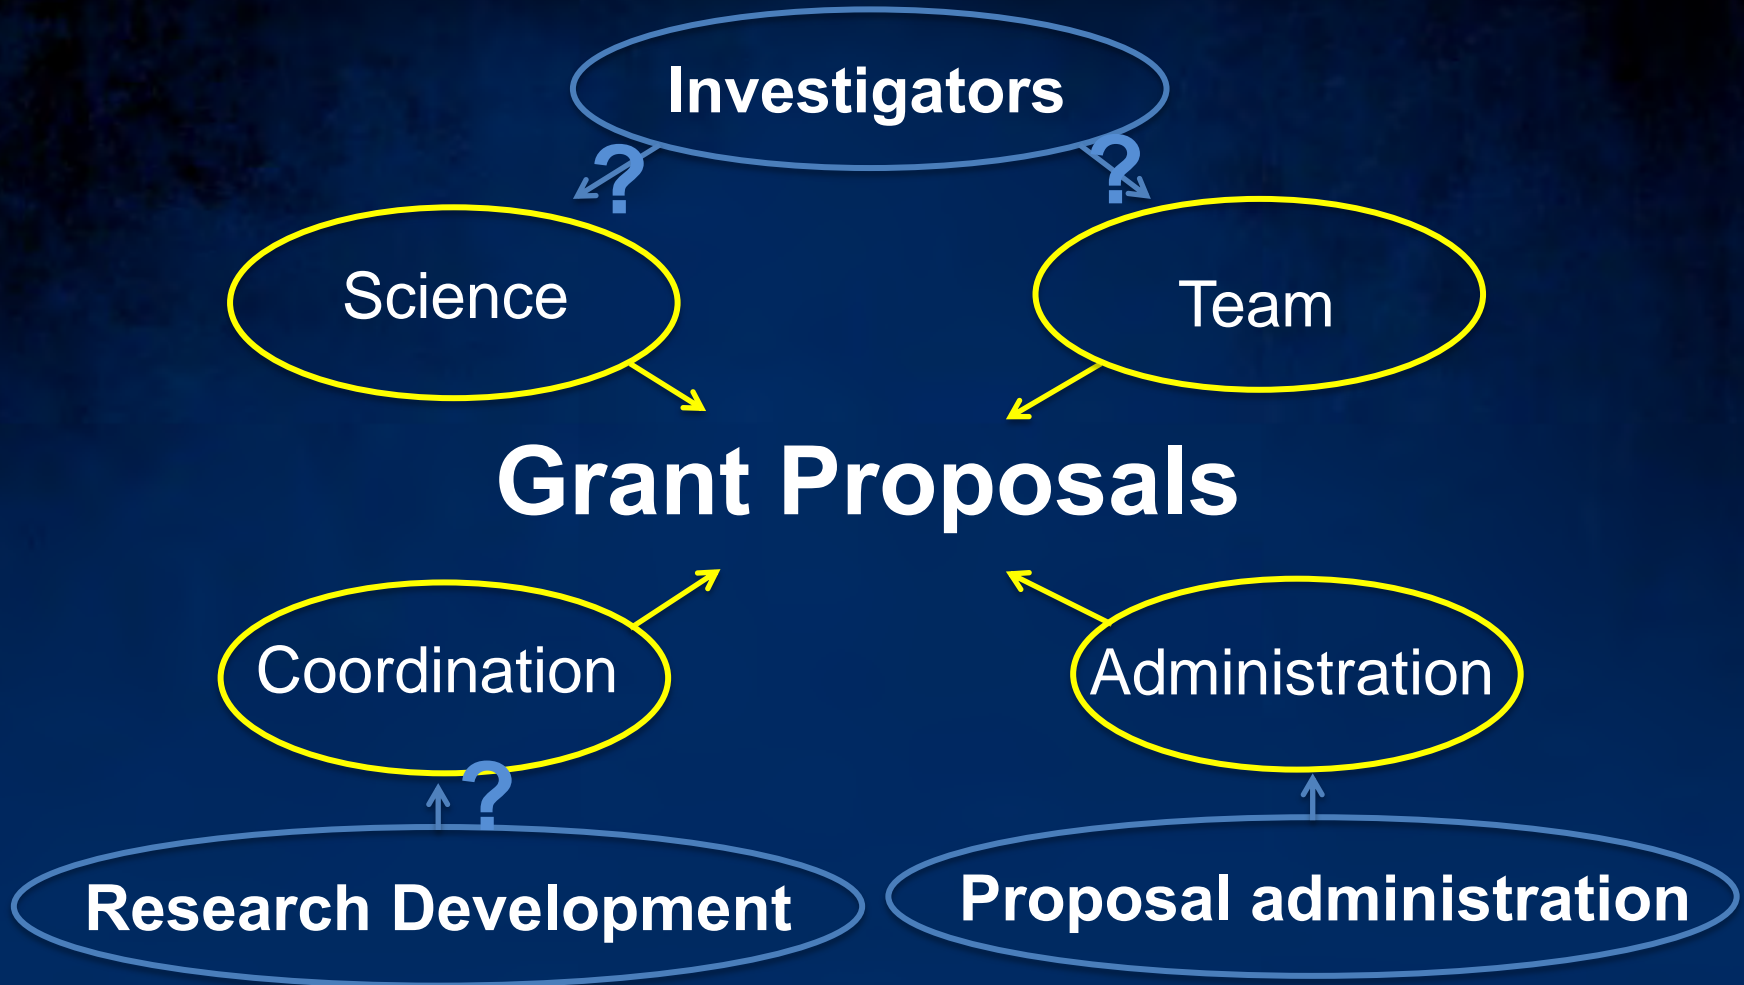 Investigators
? ?
Science
Team
Grant Proposals
Coordination
Administration
?
Research Development
Proposal administration